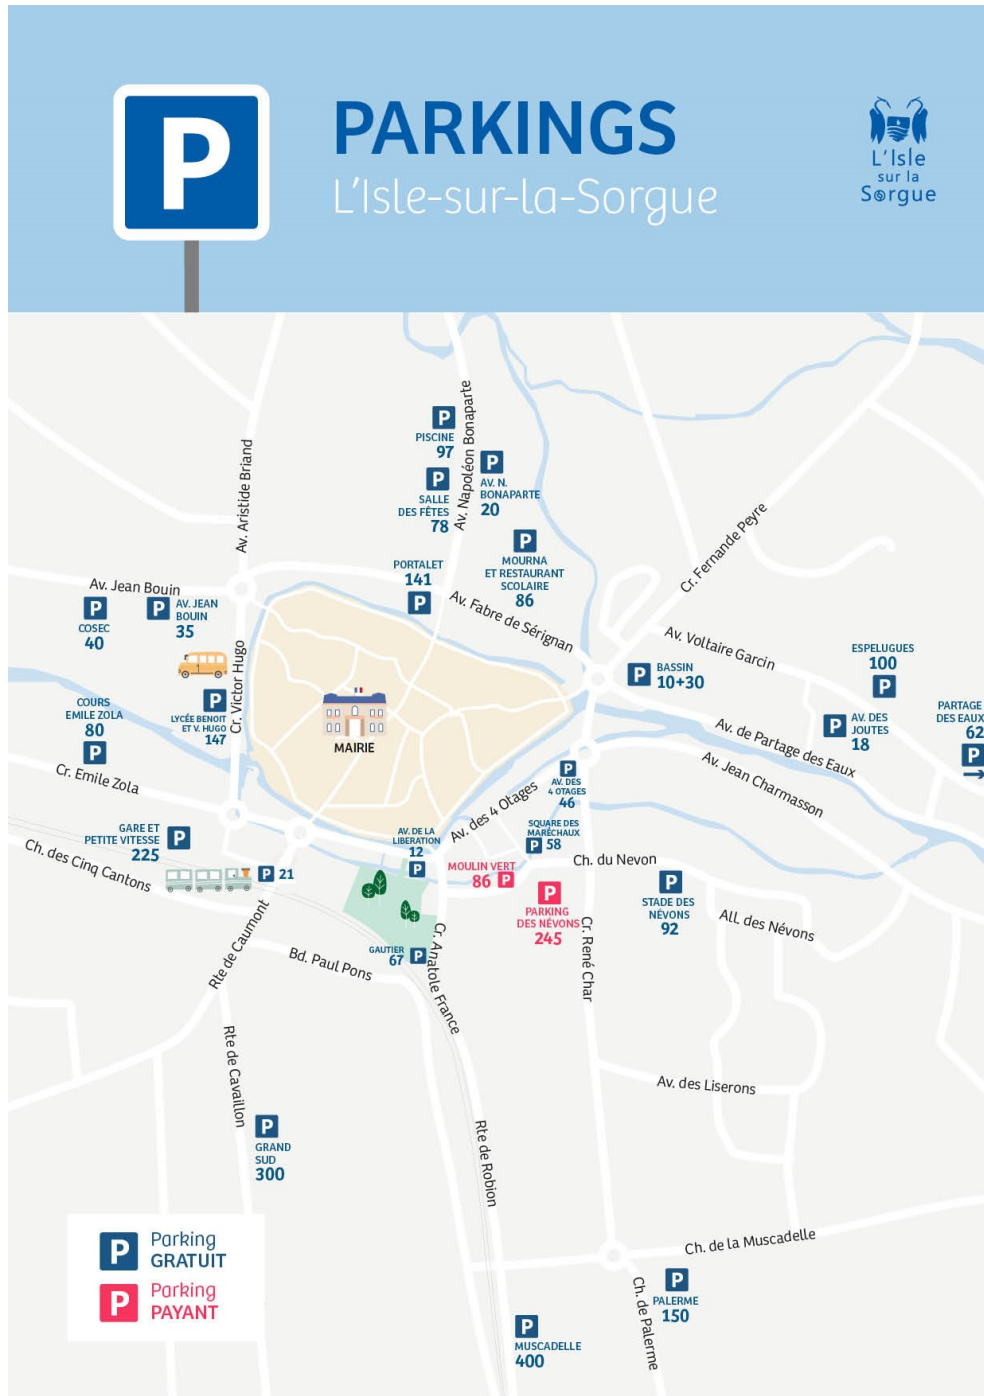 P
PARKINGS
L'Isle-sur-la-Sorgue
L'Isle
sur la
Sorgue
Av. Napoléon Bonaparte
P
PISCINE
97
P
SALLE
DES FÊTES
78
P
AV. N.
BONAPARTE
20
Av. Aristide Briand
P
MOURNA
ET RESTAURANT
SCOLAIRE
86
Cr. Fernande Peyre
PORTALET
141
P
Av. Jean Bouin
P
COSEC
40
P
AV. JEAN
BOUIN
35
Av. Fabre de Sérignan
Av. Voltaire Garcin
Cr. Victor Hugo
P
LYCÉE BENOIT
ET V. HUGO
147
P
BASSIN
10+30
ESPELUGUES
100
P
COURS
EMILE ZOLA
80
P
MAIRIE
P
AV. DES
JOUTES
18
PARTAGE
DES EAUX
62
P
Av. de Partage des Eaux
Av. Jean Charmasson
Cr. Emile Zola
P
AV. DES
4 OTAGES
46
Av. des 4 Otages
GARE ET
PETITE VITESSE
225
P
AV. DE LA
LIBERATION
12
P
SQUARE DES
MARÉCHAUX
P 58
Ch. des Cinq Cantons
P 21
MOULIN VERT
86 P
Ch. du Nevon
P
PARKING
DES NÉVONS
245
P
STADE DES
NÉVONS
92
All. des Névons
Rte de Caumont
Bd. Paul Pons
GAUTIER
67 P
Cr. Anatole France
Cr. René Char
Rte de Cavaillon
Av. des Liserons
P
GRAND
SUD
300
Rte de Robion
P
Parking
GRATUIT
P
Parking
PAYANT
Ch. de la Muscadelle
P
PALERME
150
Ch. de Palerme
P
MUSCADELLE
400